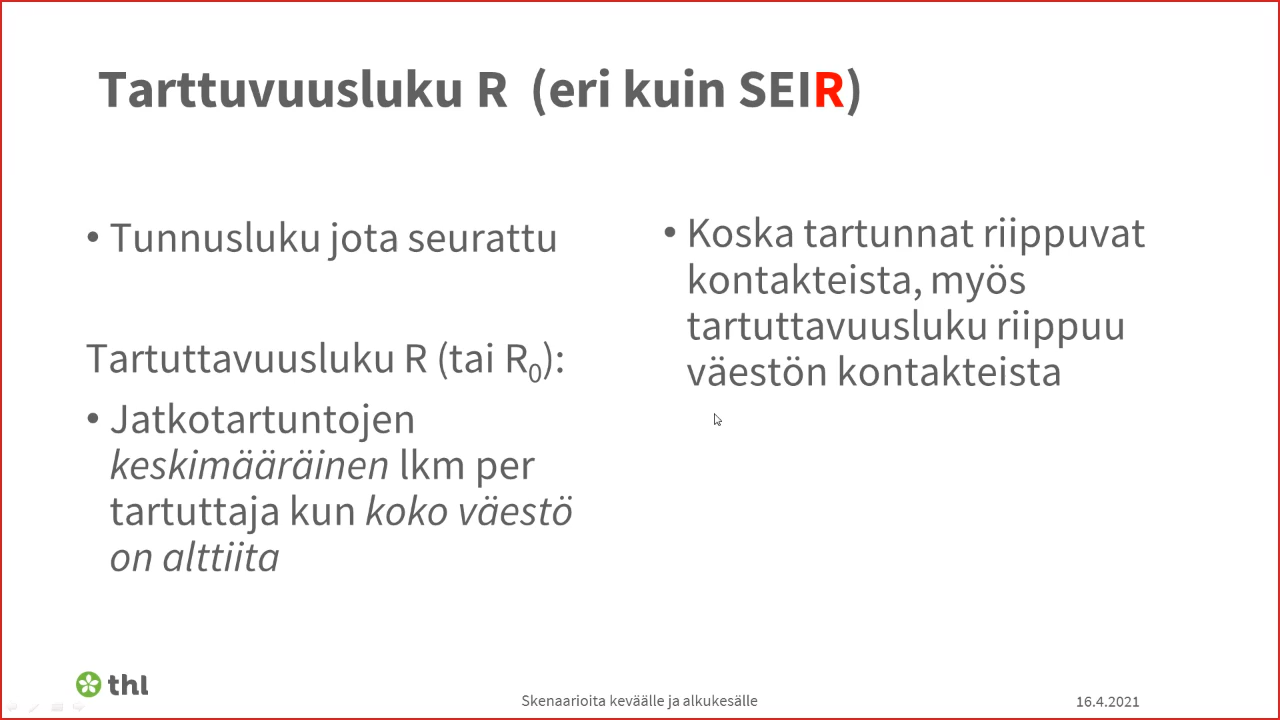 Tarttuvuusluku R (eri kuin SEIR)
• Tunnusluku jota seurattu
Tartuttavuusluku R (tai R₀):
• Jatkotartuntojen
keskimääräinen lkm per
tartuttaja kun koko väestö
on alttiita
• Koska tartunnat riippuvat
kontakteista, myös
tartuttavuusluku riippuu
väestön kontakteista
thl
Skenaarioita keväälle ja alkukesälle
16.4.2021